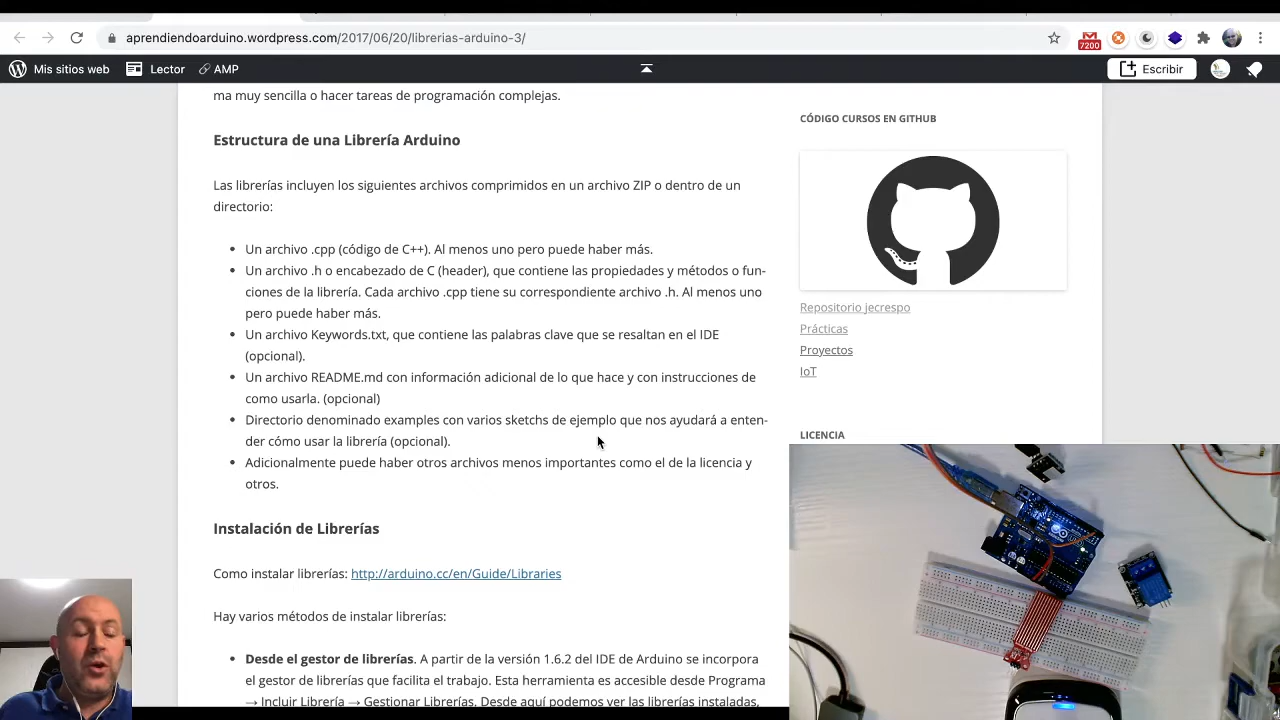 aprendiendoarduino.wordpress.com/2017/06/20/librerias-arduino-3/
7200
Mis sitios web
Lector
AMP
Escribir
ma muy sencilla o hacer tareas de programación complejas.
Estructura de una Librería Arduino
Las librerías incluyen los siguientes archivos comprimidos en un archivo ZIP o dentro de un
directorio:
Un archivo .cpp (código de C++). Al menos uno pero puede haber más.
Un archivo .h o encabezado de C (header), que contiene las propiedades y métodos o fun-
ciones de la librería. Cada archivo .cpp tiene su correspondiente archivo .h. Al menos uno
pero puede haber más.
Un archivo Keywords.txt, que contiene las palabras clave que se resaltan en el IDE
(opcional).
Un archivo README.md con información adicional de lo que hace y con instrucciones de
como usarla. (opcional)
Directorio denominado examples con varios sketchs de ejemplo que nos ayudará a enten-
der cómo usar la librería (opcional).
Adicionalmente puede haber otros archivos menos importantes como el de la licencia y
otros.
Instalación de Librerías
Como instalar librerías: http://arduino.cc/en/Guide/Libraries
Hay varios métodos de instalar librerías:
Desde el gestor de librerías. A partir de la versión 1.6.2 del IDE de Arduino se incorpora
el gestor de librerías que facilita el trabajo. Esta herramienta es accesible desde Programa
→ Incluir Librería → Gestionar Librerías. Desde aquí podemos ver las librerías instaladas,
CÓDIGO CURSOS EN GITHUB
Repositorio jecrespo
Prácticas
Proyectos
IoT
LICENCIA